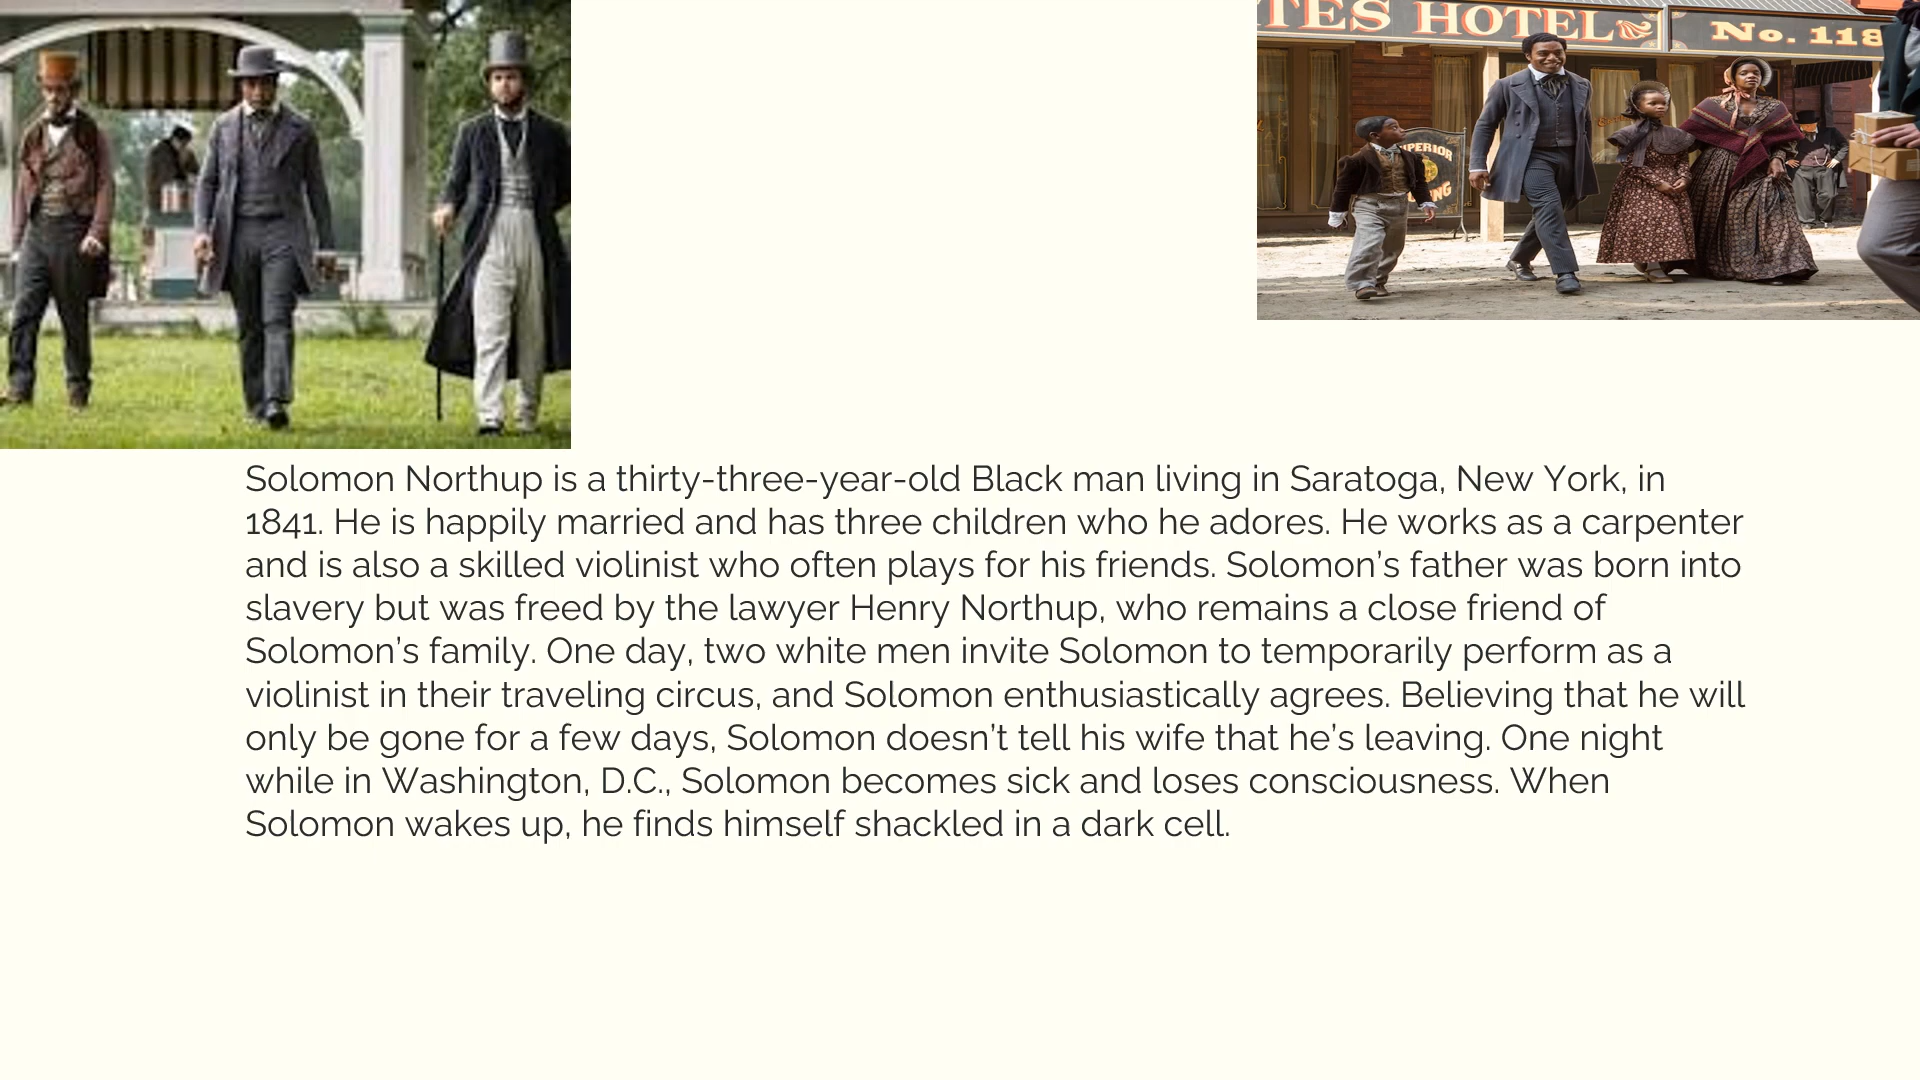 TES HOTEL
No. 118
PERIOR
NG
Solomon Northup is a thirty-three-year-old Black man living in Saratoga, New York, in
1841. He is happily married and has three children who he adores. He works as a carpenter
and is also a skilled violinist who often plays for his friends. Solomon’s father was born into
slavery but was freed by the lawyer Henry Northup, who remains a close friend of
Solomon’s family. One day, two white men invite Solomon to temporarily perform as a
violinist in their traveling circus, and Solomon enthusiastically agrees. Believing that he will
only be gone for a few days, Solomon doesn’t tell his wife that he’s leaving. One night
while in Washington, D.C., Solomon becomes sick and loses consciousness. When
Solomon wakes up, he finds himself shackled in a dark cell.